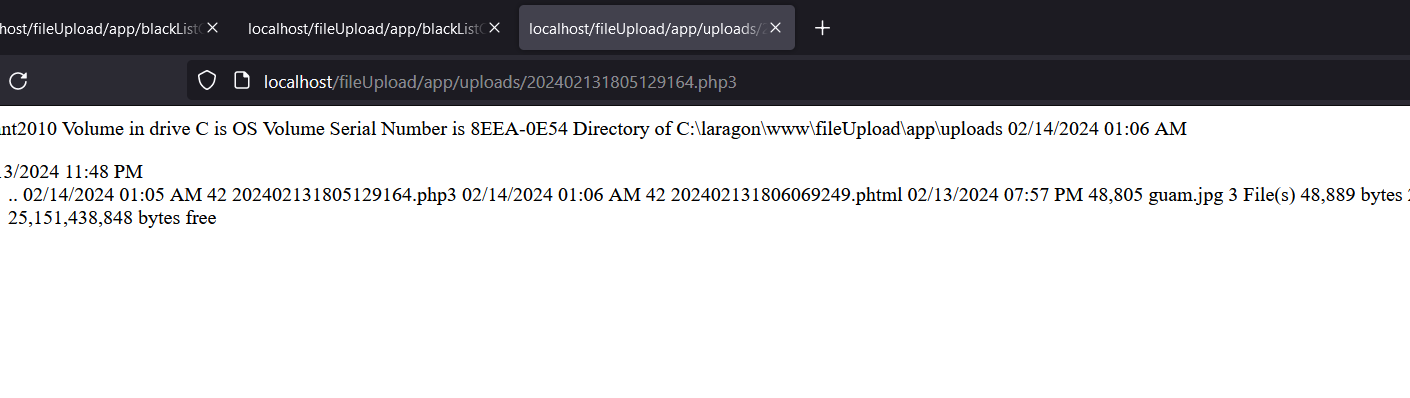 host/fileUpload/app/blackList
localhost/fileUpload/app/blackList
localhost/fileUpload/app/uploads/
localhost/fileUpload/app/uploads/202402131805129164.php3
nt2010 Volume in drive C is OS Volume Serial Number is 8EEA-0E54 Directory of C:\laragon\www\fileUpload\app\uploads 02/14/2024 01:06 AM
3/2024 11:48 PM
.. 02/14/2024 01:05 AM 42 202402131805129164.php3 02/14/2024 01:06 AM 42 202402131806069249.phtml 02/13/2024 07:57 PM 48,805 guam.jpg 3 File(s) 48,889 bytes
25,151,438,848 bytes free